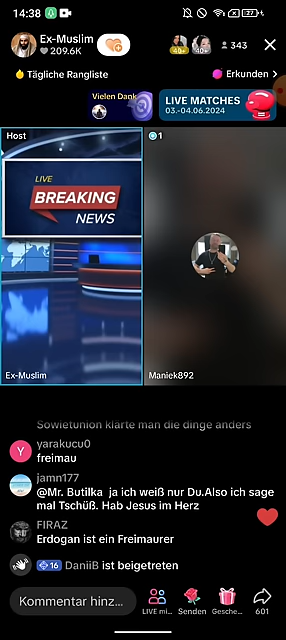 14:38
Ex-Muslim
209.6K
40+
40+
343
Tägliche Rangliste
Erkunden
Vielen Dank
LIVE MATCHES
03.-04.06.2024
Host
1
LIVE
BREAKING
NEWS
Ex-Muslim
Maniek892
Sowietunion klärte man die dinge anders
Y
yarakucu0
freimau
jamn177
@Mr. Butilka ja ich weiß nur Du.Also ich sage
mal Tschüß. Hab Jesus im Herz
FIRAZ
Erdogan ist ein Freimaurer
16 DaniiB ist beigetreten
Kommentar hinz...
LIVE mi...
Senden
Gesche...
601